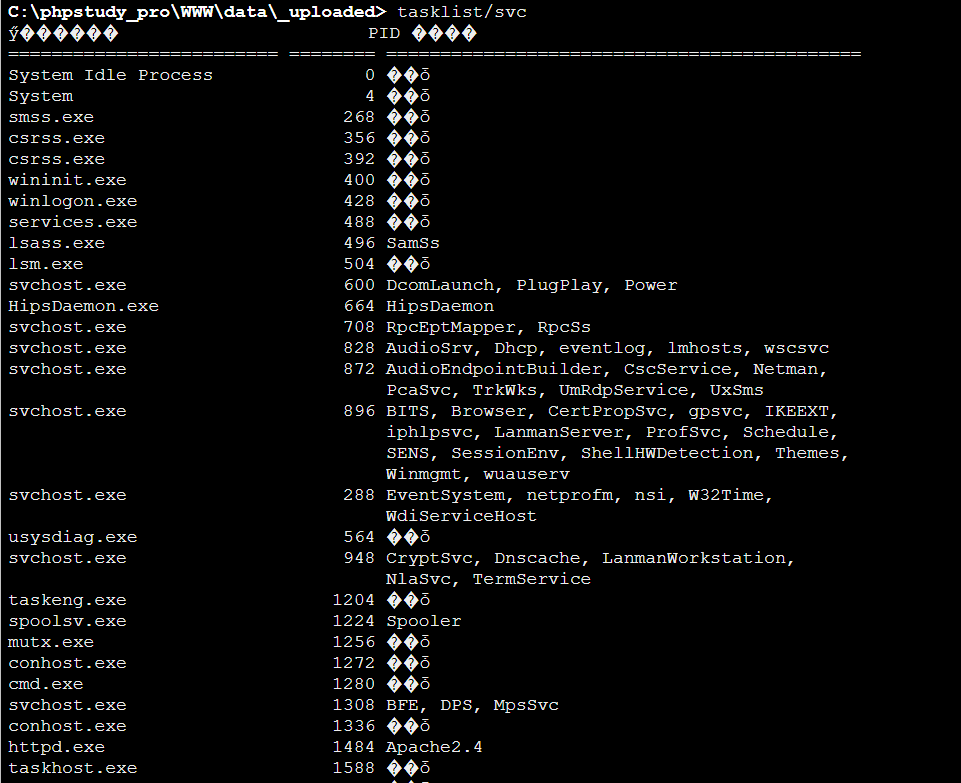 C:\phpstudy_pro\WWW\data\_uploaded> tasklist/svc
ӳ������ PID ����
========================= ======== ============================================
System Idle Process 0 ��ȱ
System 4 ��ȱ
smss.exe 268 ��ȱ
csrss.exe 356 ��ȱ
csrss.exe 392 ��ȱ
wininit.exe 400 ��ȱ
winlogon.exe 428 ��ȱ
services.exe 488 ��ȱ
lsass.exe 496 SamSs
lsm.exe 504 ��ȱ
svchost.exe 600 DcomLaunch, PlugPlay, Power
HipsDaemon.exe 664 HipsDaemon
svchost.exe 708 RpcEptMapper, RpcSs
svchost.exe 828 AudioSrv, Dhcp, eventlog, lmhosts, wscsvc
svchost.exe 872 AudioEndpointBuilder, CscService, Netman,
PcaSvc, TrkWks, UmRdpService, UxSms
svchost.exe 896 BITS, Browser, CertPropSvc, gpsvc, IKEEXT,
iphlpsvc, LanmanServer, ProfSvc, Schedule,
SENS, SessionEnv, ShellHWDetection, Themes,
Winmgmt, wuauserv
svchost.exe 288 EventSystem, netprofm, nsi, W32Time,
WdiServiceHost
usysdiag.exe 564 ��ȱ
svchost.exe 948 CryptSvc, Dnscache, LanmanWorkstation,
NlaSvc, TermService
taskeng.exe 1204 ��ȱ
spoolsv.exe 1224 Spooler
mutx.exe 1256 ��ȱ
conhost.exe 1272 ��ȱ
cmd.exe 1280 ��ȱ
svchost.exe 1308 BFE, DPS, MpsSvc
conhost.exe 1336 ��ȱ
httpd.exe 1484 Apache2.4
taskhost.exe 1588 ��ȱ